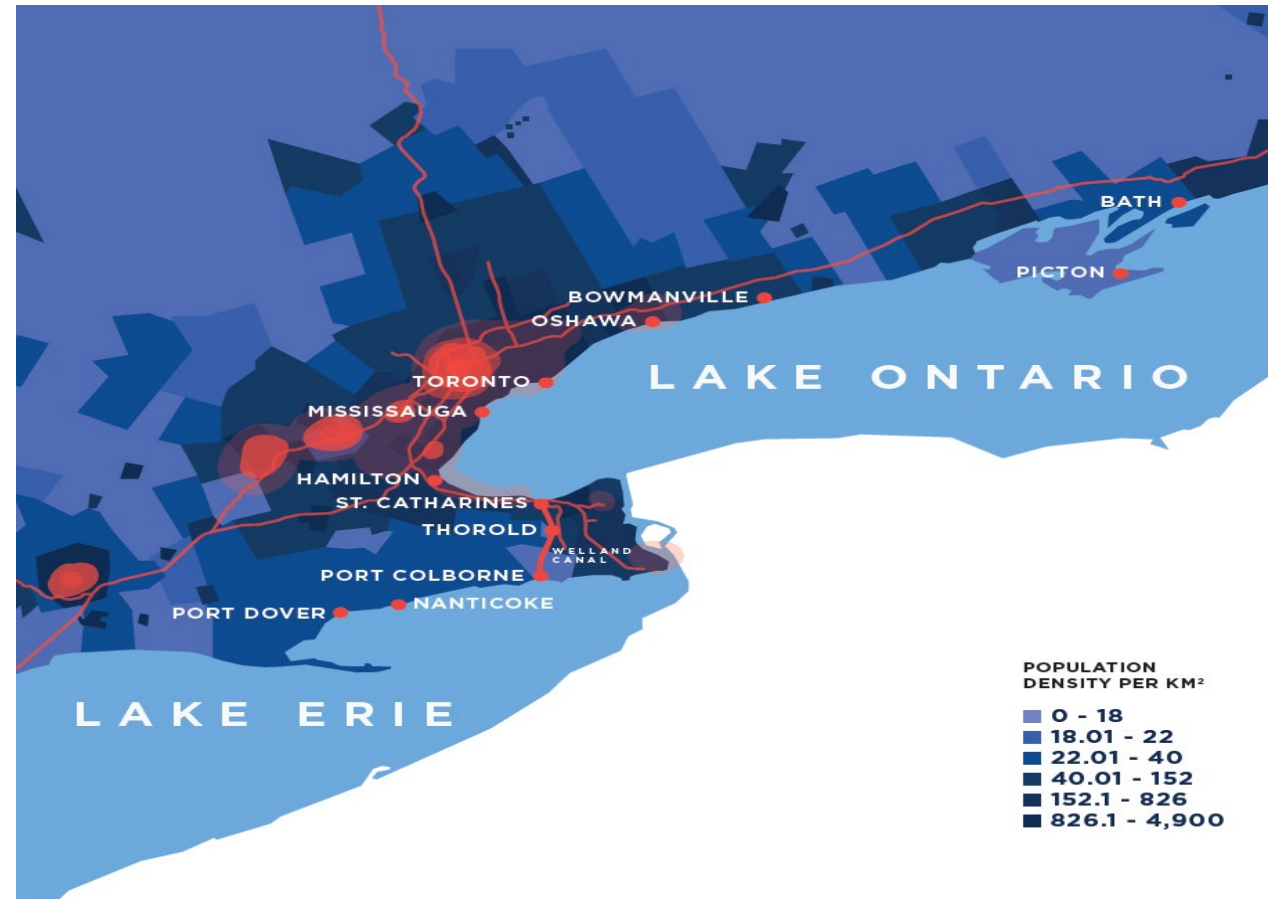 BATH
PICTON
BOWMANVILLE
OSHAWA
LAKE ONTARIO
TORONTO
MISSISSAUGA
HAMILTON
ST. CATHARINES
THOROLD
WELLAND
CANAL
PORT COLBORNE
NANTICOKE
PORT DOVER
LAKE ERIE
POPULATION
DENSITY PER KM²
0 - 18
18.01 - 22
22.01 - 40
40.01 - 152
152.1 - 826
826.1 - 4,900